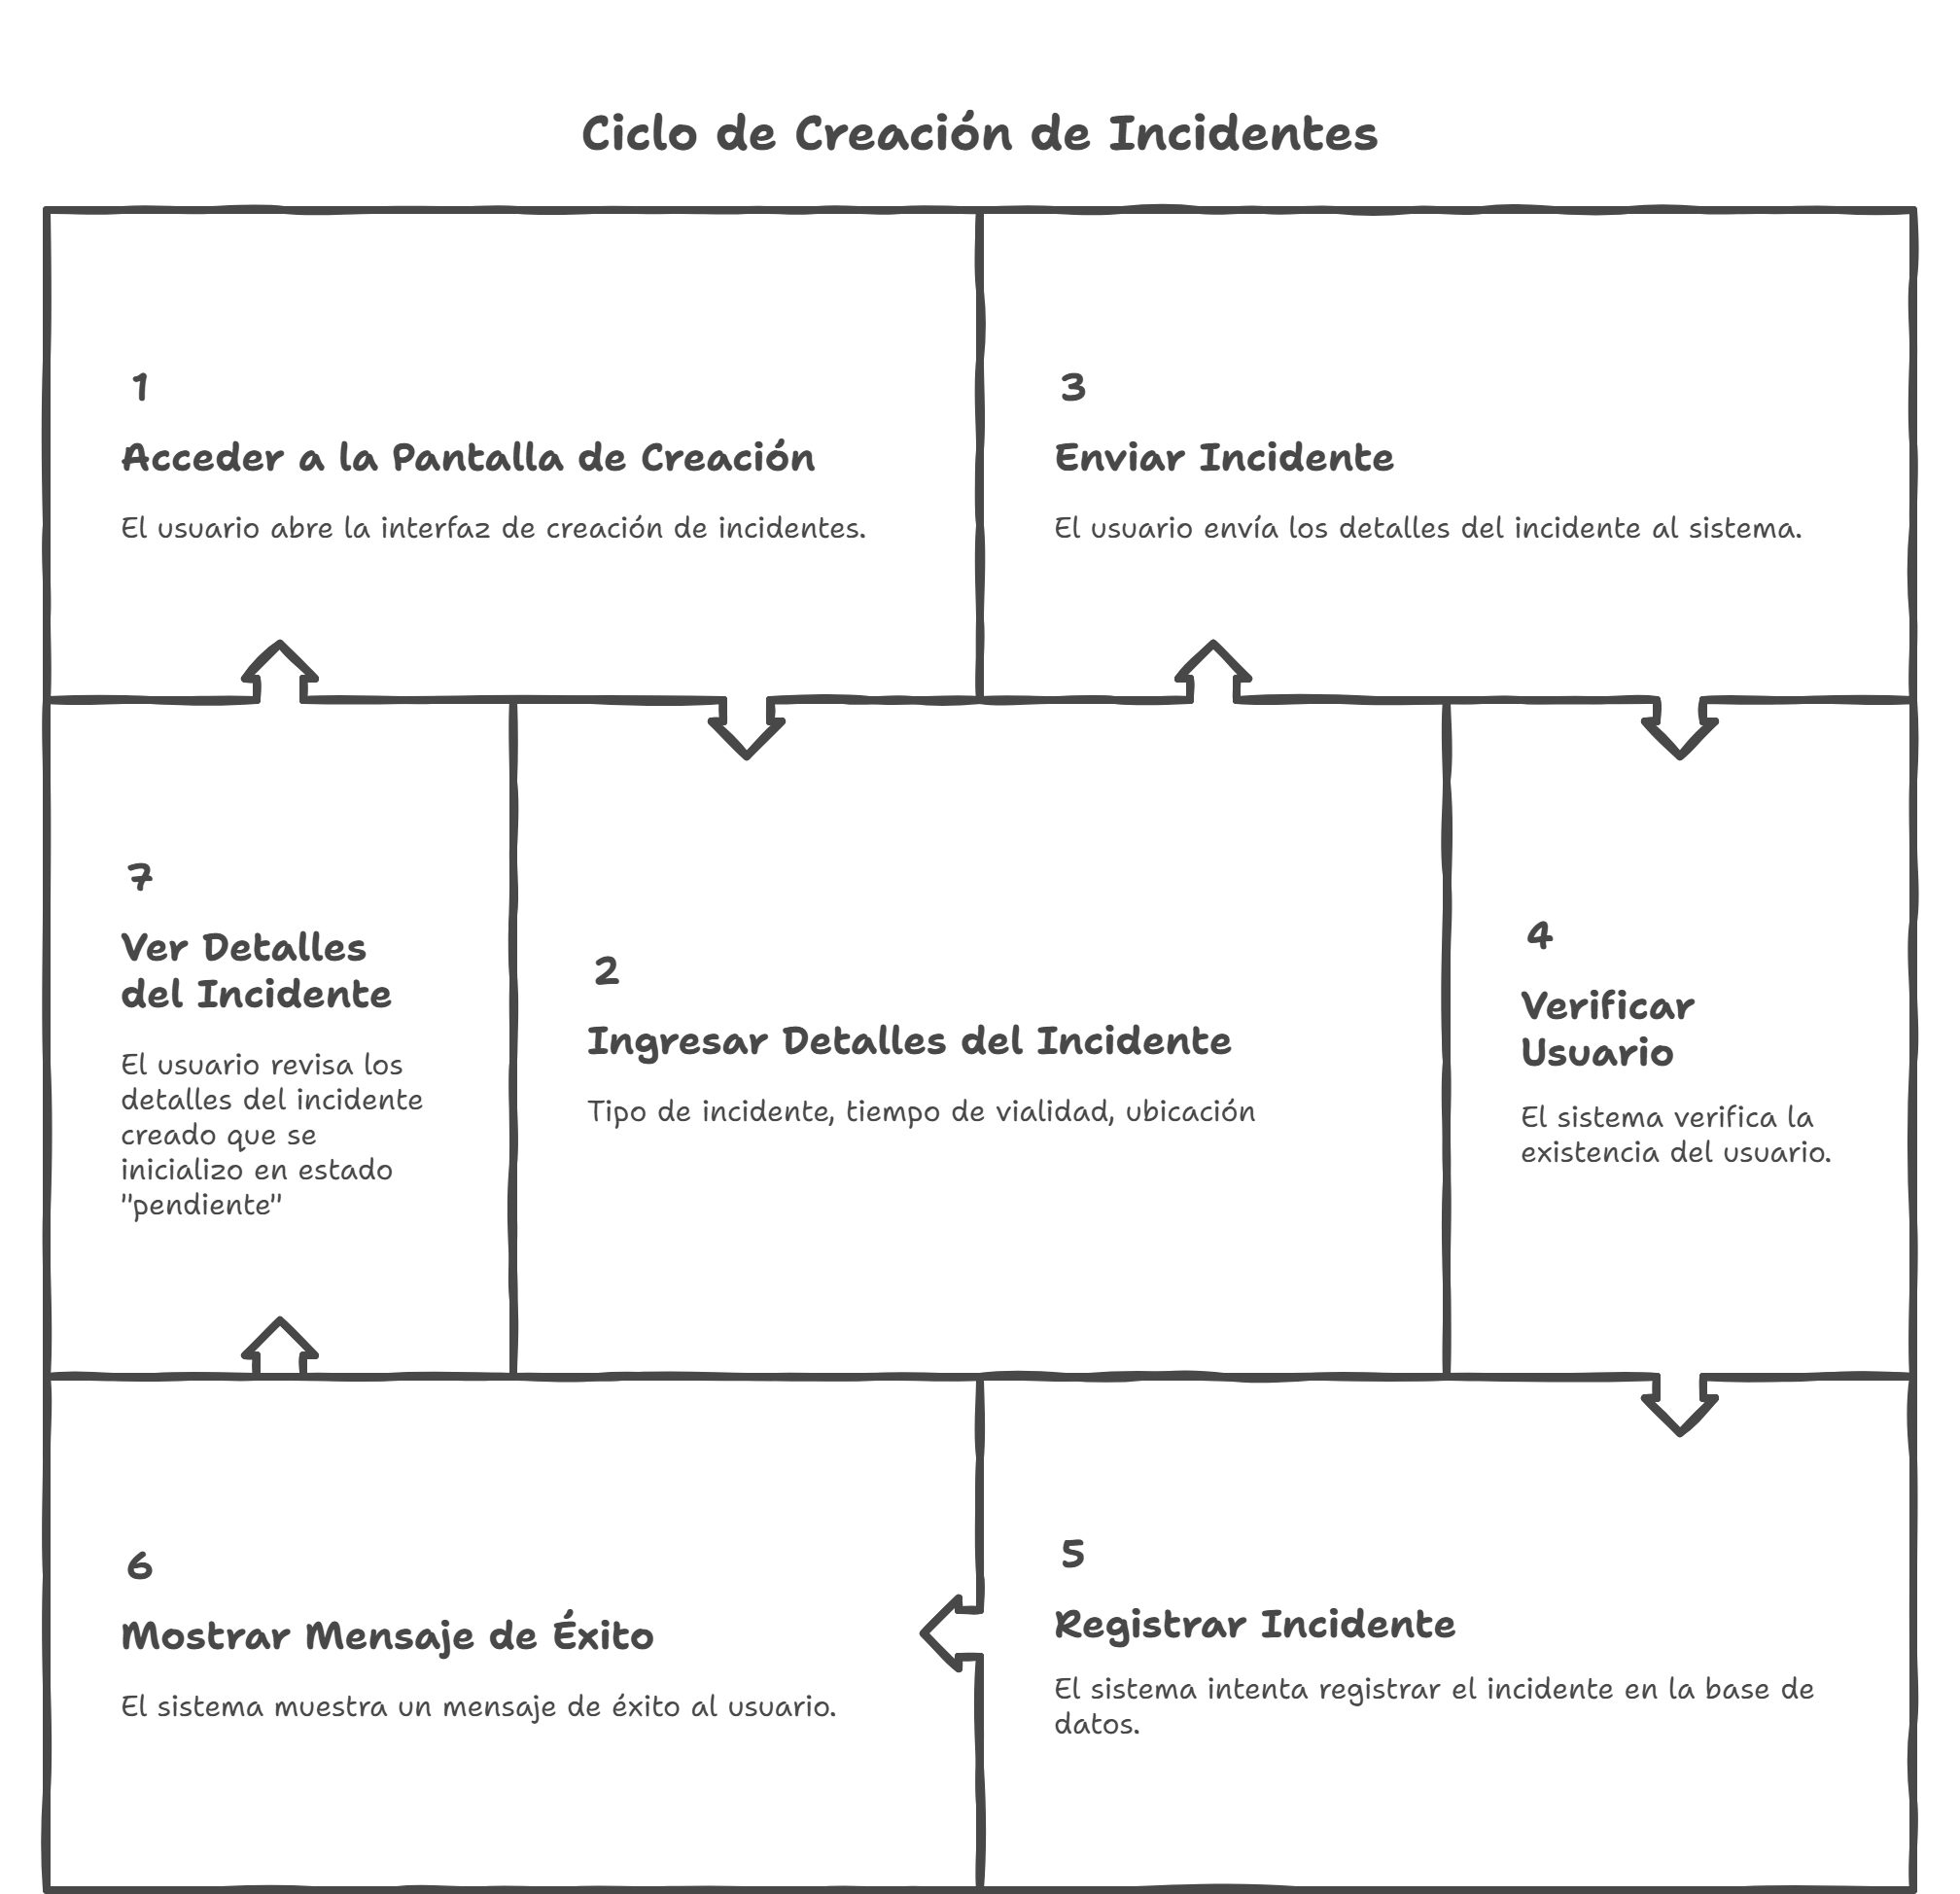 Ciclo de Creación de Incidentes
1
Acceder a la Pantalla de Creación
El usuario abre la interfaz de creación de incidentes.
3
Enviar Incidente
El usuario envía los detalles del incidente al sistema.
7
Ver Detalles
del Incidente
El usuario revisa los
detalles del incidente
creado que se
inicializo en estado
"pendiente"
2
Ingresar Detalles del Incidente
Tipo de incidente, tiempo de vialidad, ubicación
4
Verificar
Usuario
El sistema verifica la
existencia del usuario.
6
Mostrar Mensaje de Éxito
El sistema muestra un mensaje de éxito al usuario.
5
Registrar Incidente
El sistema intenta registrar el incidente en la base de
datos.